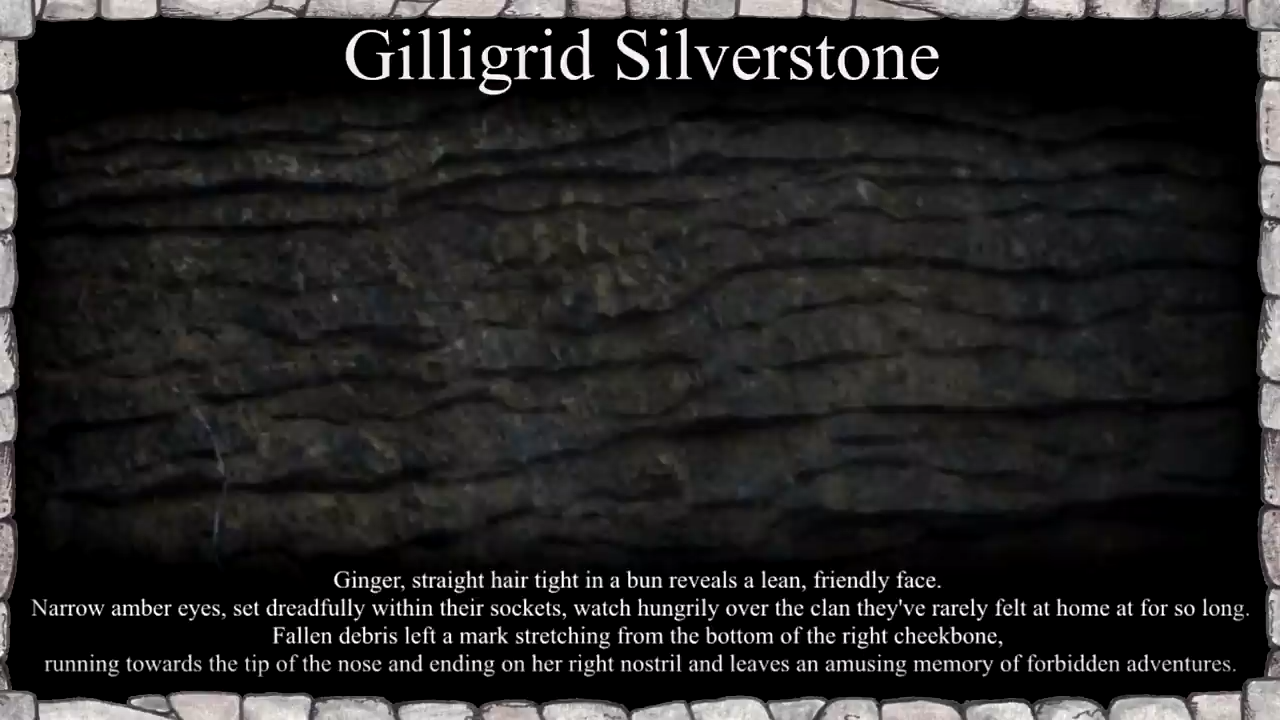 Gilligrid Silverstone
Ginger, straight hair tight in a bun reveals a lean, friendly face.
Narrow amber eyes, set dreadfully within their sockets, watch hungrily over the clan they've rarely felt at home at for so long.
Fallen debris left a mark stretching from the bottom of the right cheekbone,
running towards the tip of the nose and ending on her right nostril and leaves an amusing memory of forbidden adventures.